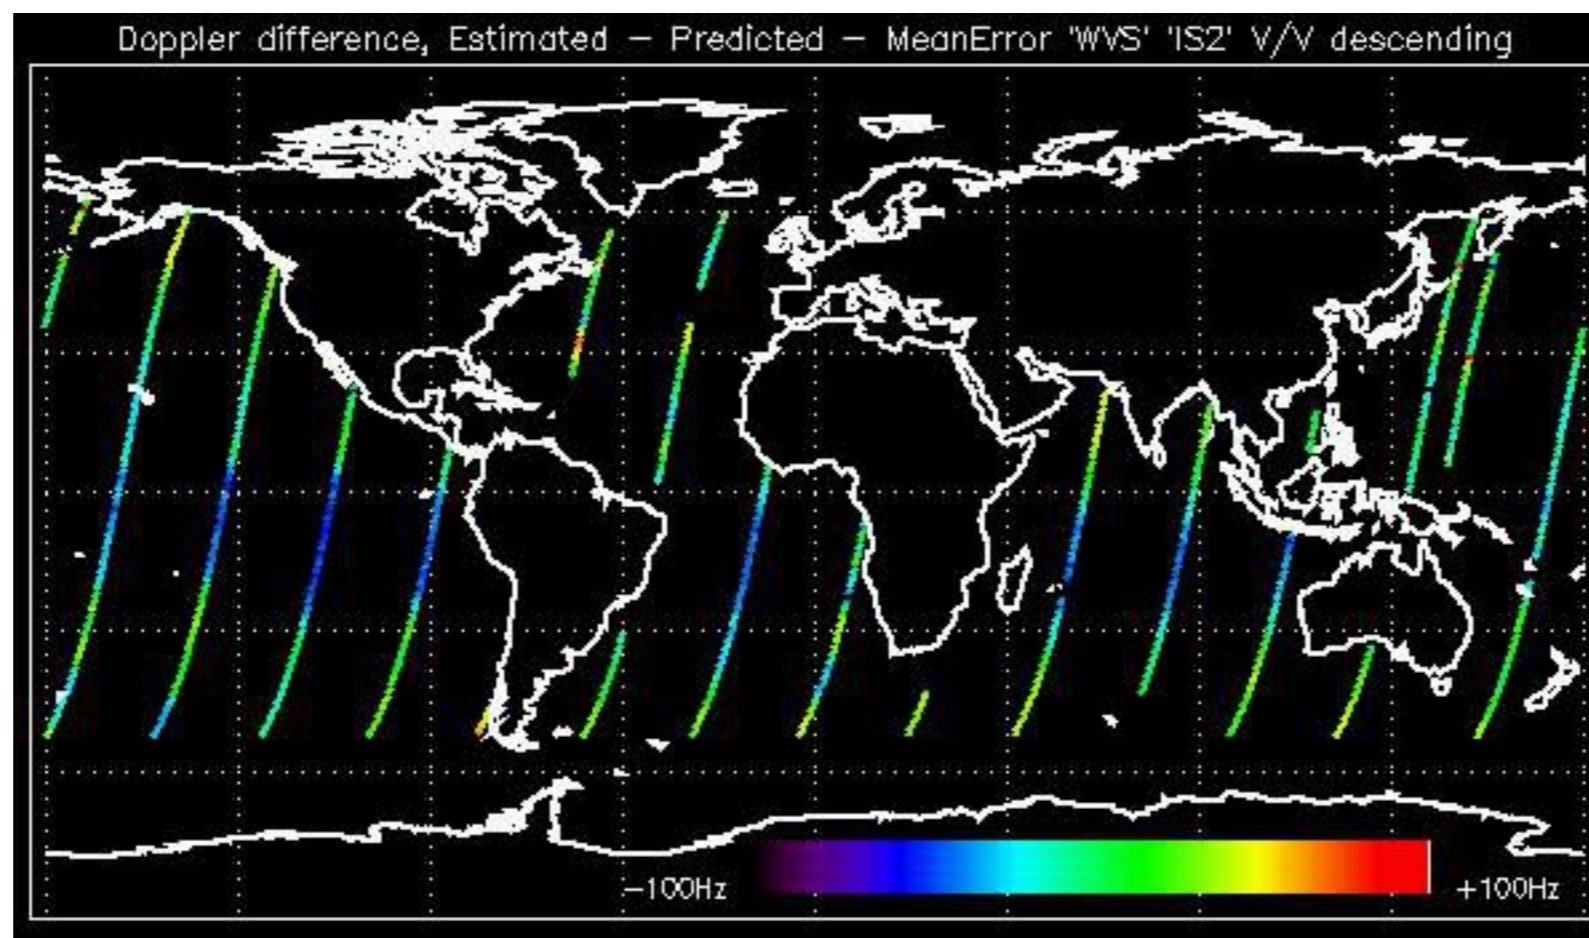 Doppler difference, Estimated – Predicted – MeanError 'WVS' 'IS2' V/V descending
–100Hz
+100Hz